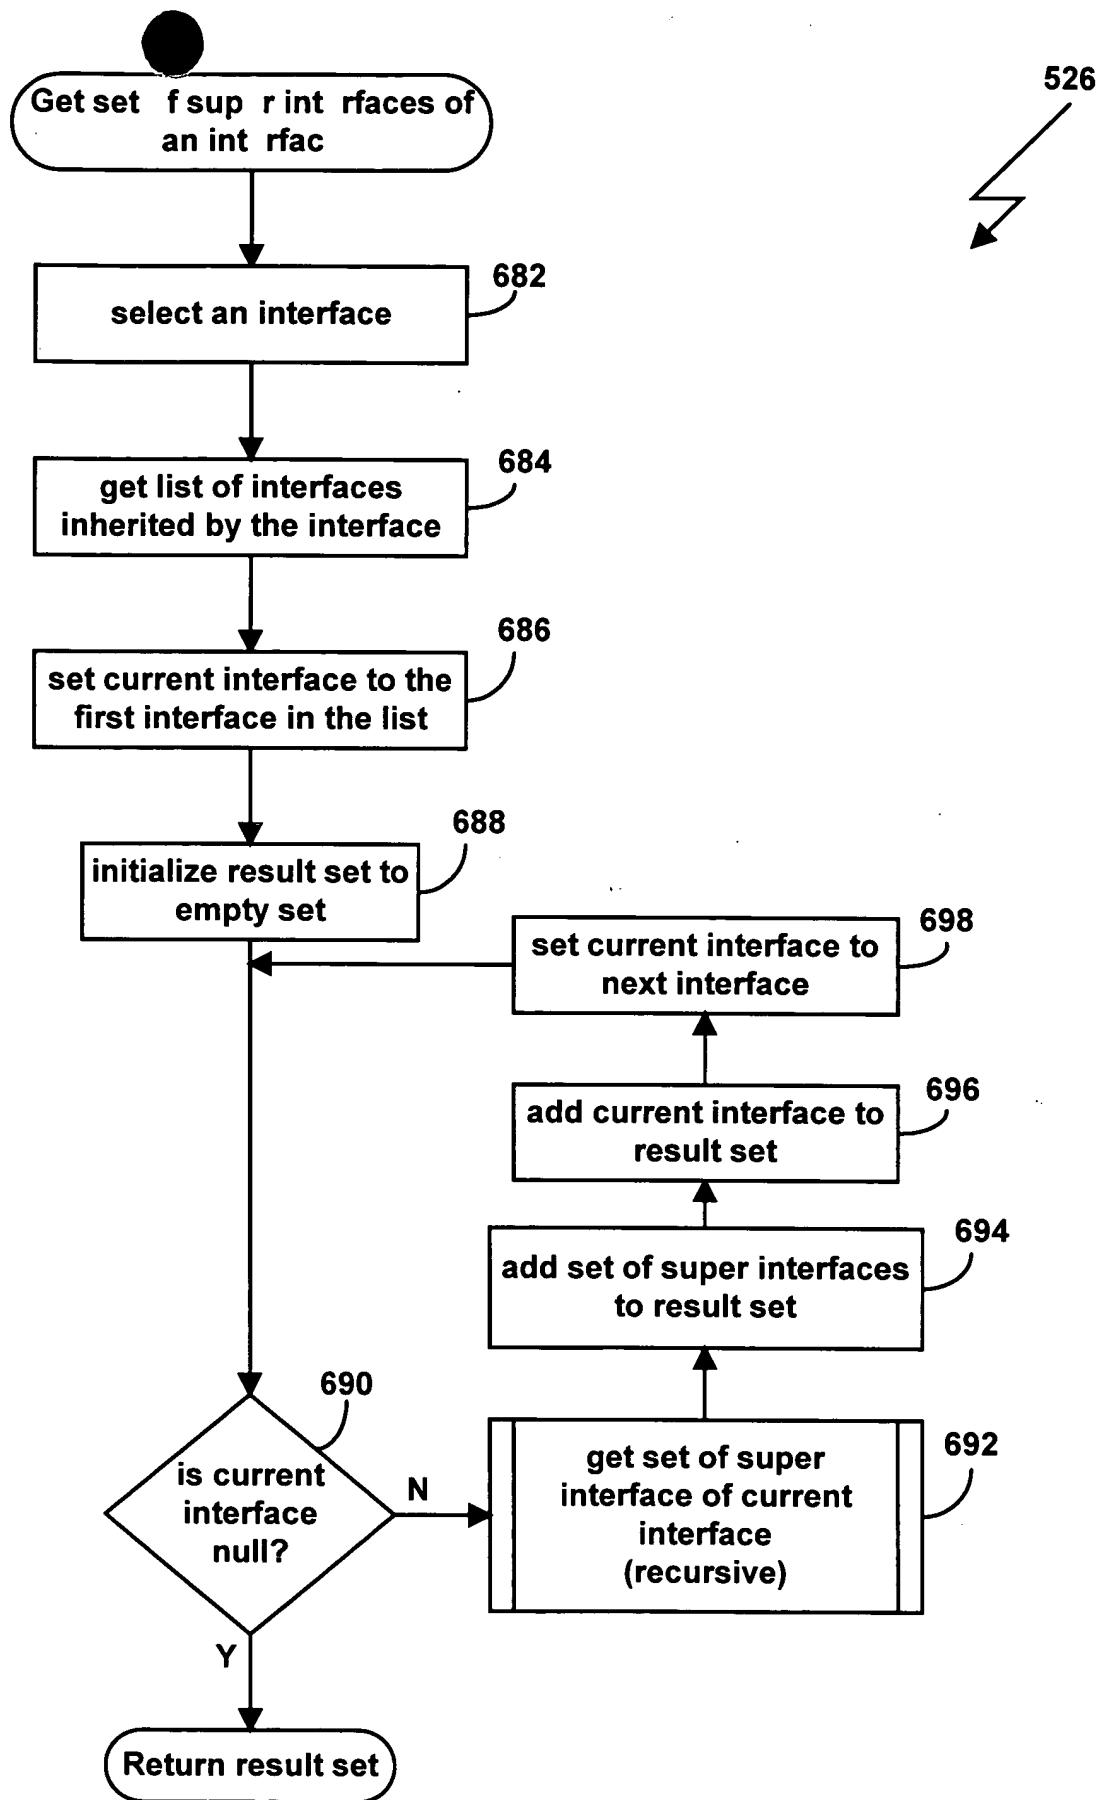 Get set f sup r int rfaces of
an int rfac
526
682
select an interface
684
get list of interfaces
inherited by the interface
686
set current interface to the
first interface in the list
688
initialize result set to
empty set
698
set current interface to
next interface
696
add current interface to
result set
694
add set of super interfaces
to result set
690
is current
interface
null?
N
692
get set of super
interface of current
interface
(recursive)
Y
Return result set